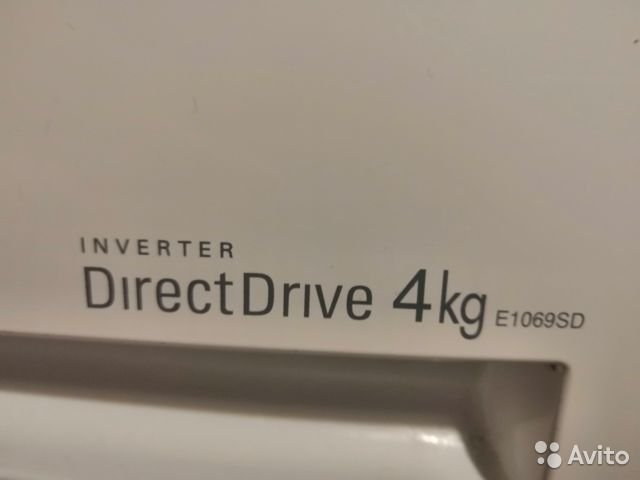 INVERTER
DirectDrive 4kg E1069SD
Avito